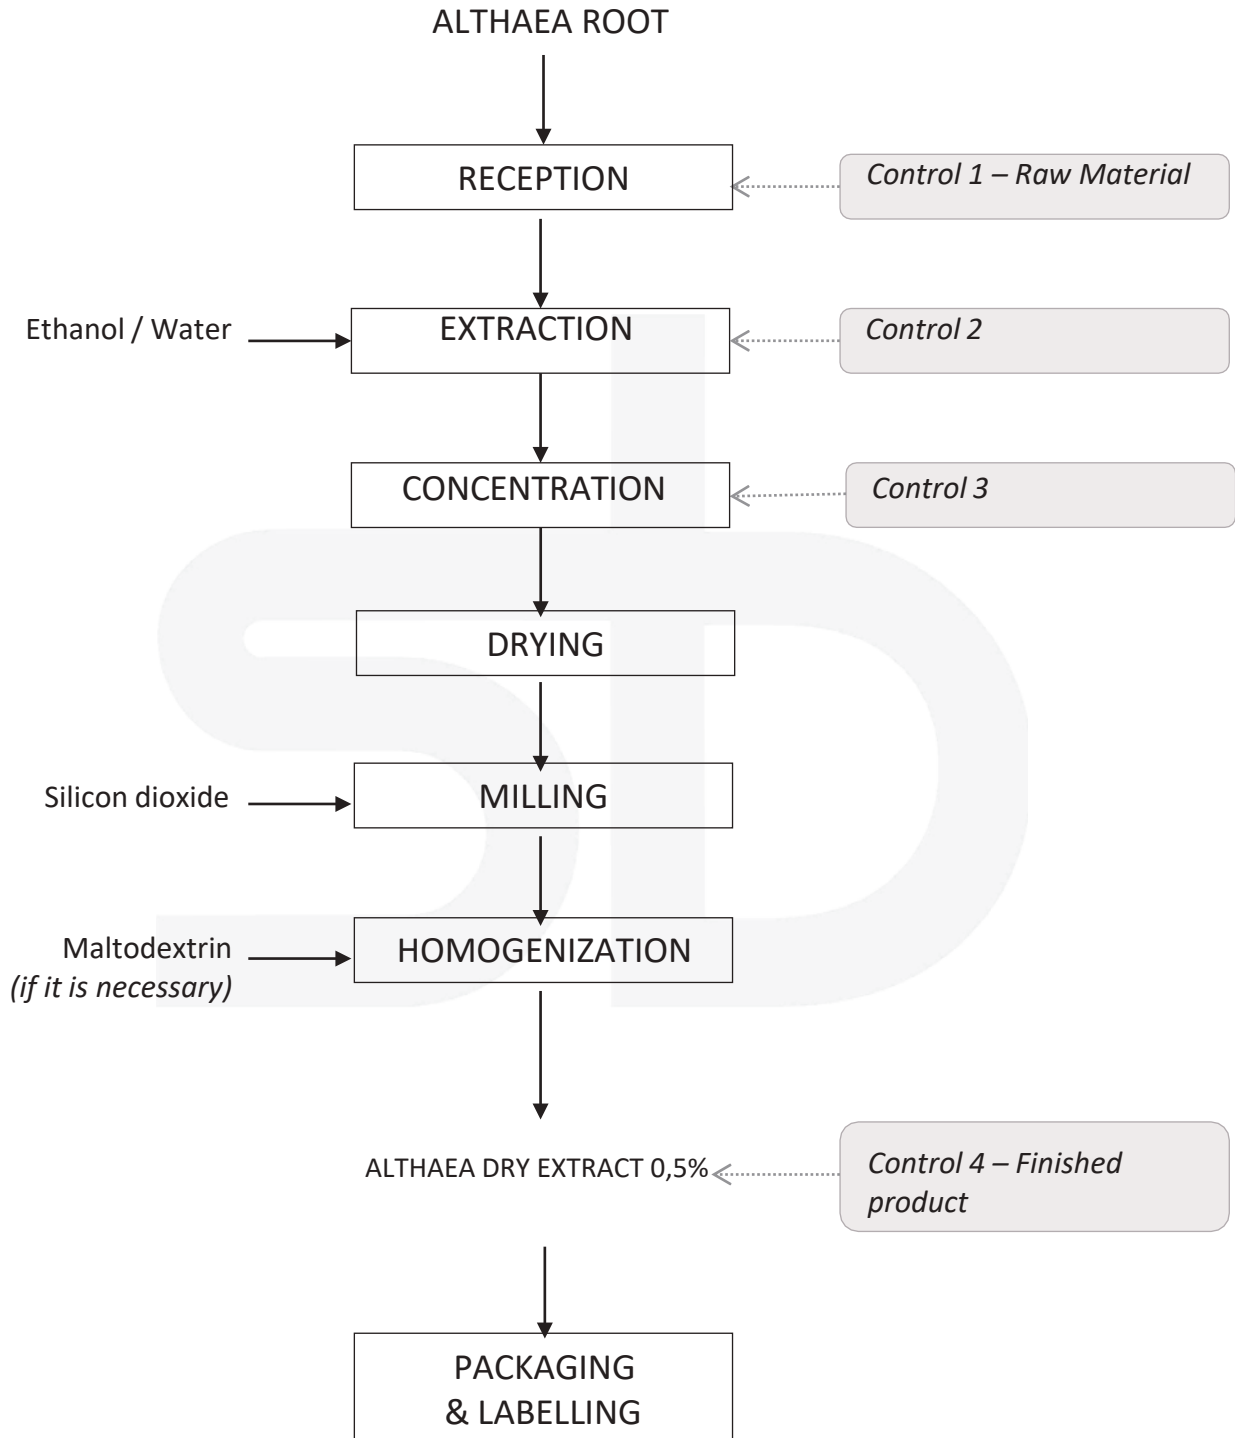 ALTHAEA ROOT
RECEPTION
Control 1 – Raw Material
Ethanol / Water
EXTRACTION
Control 2
CONCENTRATION
Control 3
DRYING
Silicon dioxide
MILLING
Maltodextrin
(if it is necessary)
HOMOGENIZATION
ALTHAEA DRY EXTRACT 0,5%
Control 4 – Finished
product
PACKAGING
& LABELLING